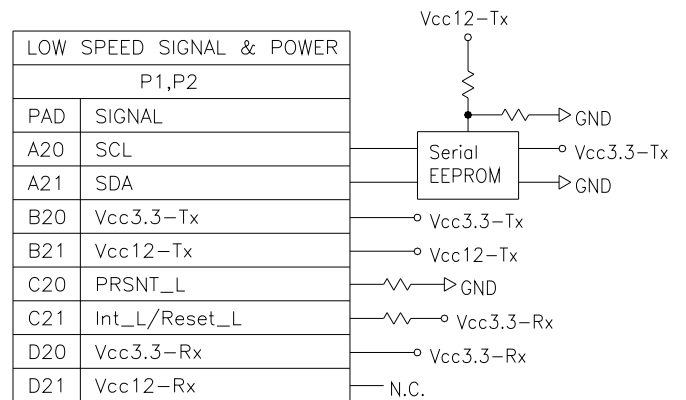 Vcc12-Tx
LOW SPEED SIGNAL & POWER
P1,P2
PAD SIGNAL
GND
A20 SCL
Serial
EEPROM
Vcc3.3-Tx
A21 SDA
GND
B20 Vcc3.3-Tx
Vcc3.3-Tx
B21 Vcc12-Tx
Vcc12-Tx
C20 PRSNT_L
GND
C21 Int_L/Reset_L
Vcc3.3-Rx
D20 Vcc3.3-Rx
Vcc3.3-Rx
D21 Vcc12-Rx
N.C.